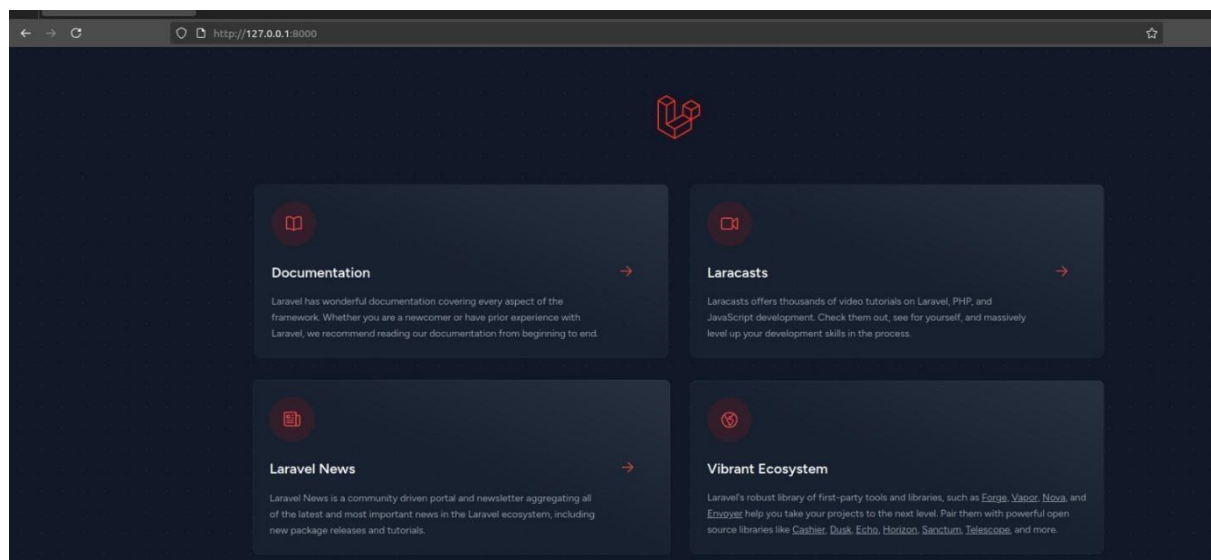 http://127.0.0.1:8000
Documentation
Laravel has wonderful documentation covering every aspect of the
framework. Whether you are a newcomer or have prior experience with
Laravel, we recommend reading our documentation from beginning to end.
Laracasts
Laracasts offers thousands of video tutorials on Laravel, PHP, and
JavaScript development. Check them out, see for yourself, and massively
level up your development skills in the process.
Laravel News
Laravel News is a community driven portal and newsletter aggregating all
of the latest and most important news in the Laravel ecosystem, including
new package releases and tutorials.
Vibrant Ecosystem
Laravel's robust library of first-party tools and libraries, such as Forge, Vapor, Nova, and
Envoyer help you take your projects to the next level. Pair them with powerful open
source libraries like Cashier, Dusk, Echo, Horizon, Sanctum, Telescope, and more.